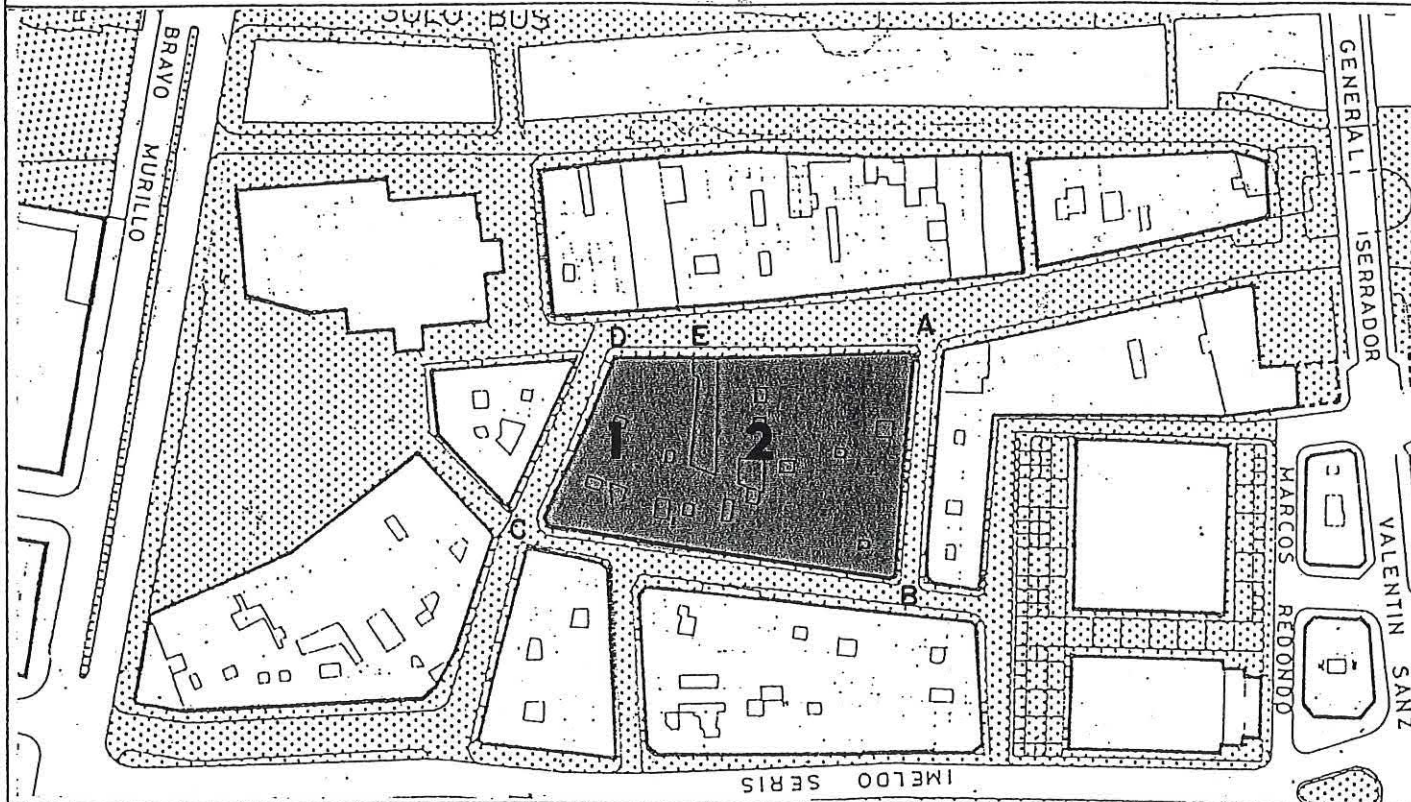 SOLO BUS
BRAVO MURILLO
GENERAL I
ISERRADOR
D
E
A
1
2
C
B
MARCOS REDONDO
VALENTIN SANZ
IMELDO SERIS